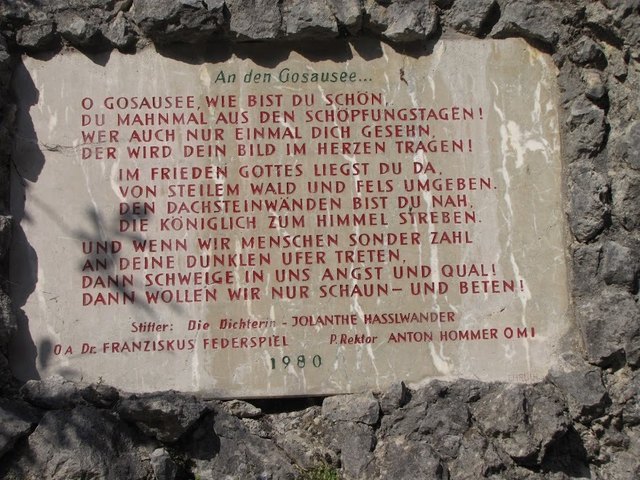 An den Gosausee...
O GOSAUSEE, WIE BIST DU SCHÖN,
DU MAHNMAL AUS DEN SCHÖPFUNGSTAGEN!
WER AUCH NUR EINMAL DICH GESEHN,
DER WIRD DEIN BILD IM HERZEN TRAGEN!
IM FRIEDEN GOTTES LIEGST DU DA,
VON STEILEM WALD UND FELS UMGEBEN.
DEN DACHSTEINWÄNDEN BIST DU NAH,
DIE KÖNIGLICH ZUM HIMMEL STREBEN.
UND WENN WIR MENSCHEN SONDER ZAHL
AN DEINE DUNKLEN UFER TRETEN,
DANN SCHWEIGE IN UNS ANGST UND QUAL!
DANN WOLLEN WIR NUR SCHAUN - UND BETEN!
Stifter: Die Dichterin - JOLANTHE HASSLWANDER
OA Dr. FRANZISKUS FEDERSPIEL P. Rektor ANTON HOMMER OMI
1980